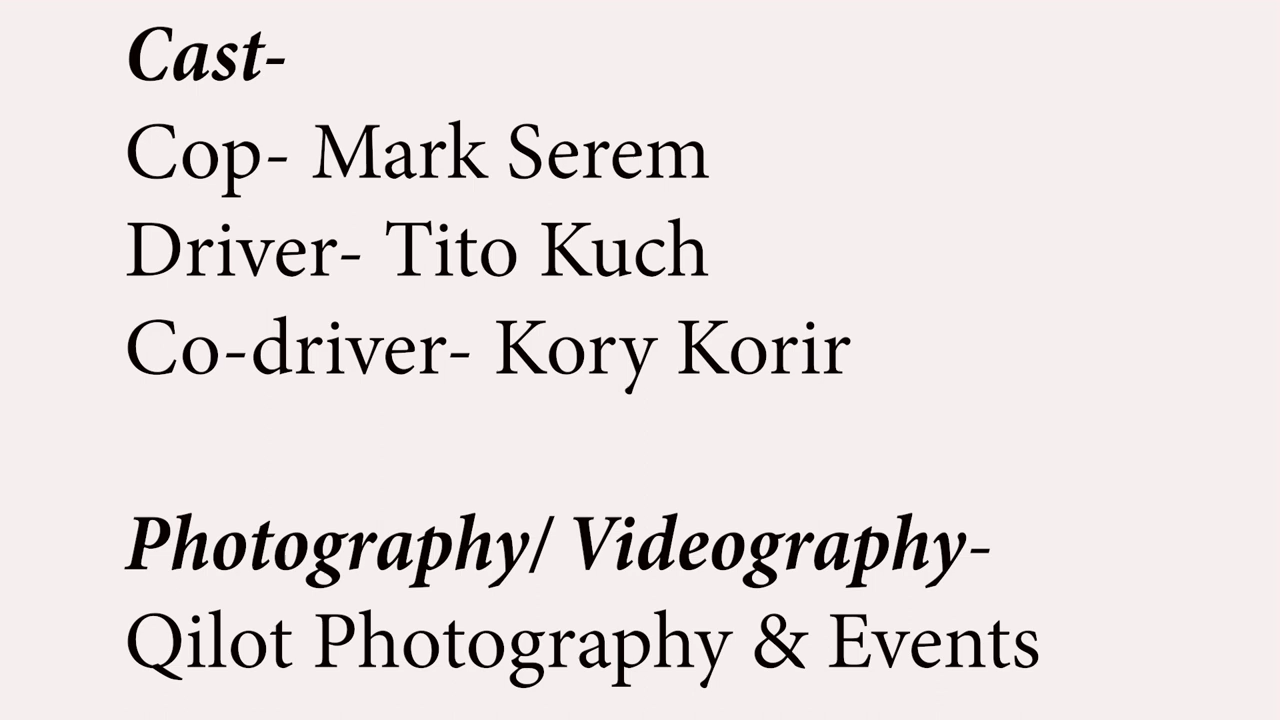 Cast-
Cop- Mark Serem
Driver- Tito Kuch
Co-driver- Kory Korir
Photography/ Videography-
Qilot Photography & Events